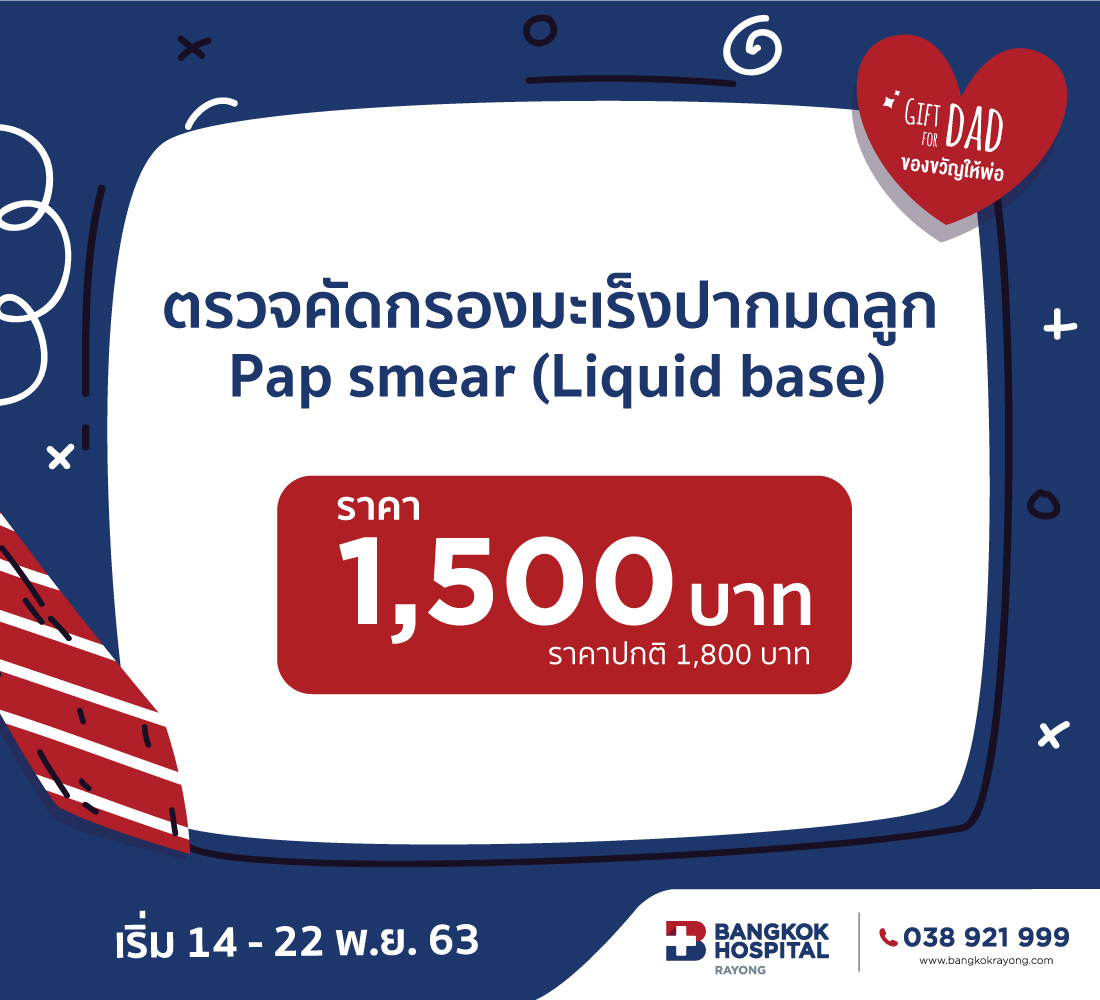 GIFT
FOR DAD
ของขวัญให้พ่อ
ตรวจคัดกรองมะเร็งปากมดลูก
Pap smear (Liquid base)
ราคา
1,500 บาท
ราคาปกติ 1,800 บาท
เริ่ม 14 - 22 พ.ย. 63
BANGKOK
HOSPITAL
RAYONG
038 921 999
www.bangkokrayong.com